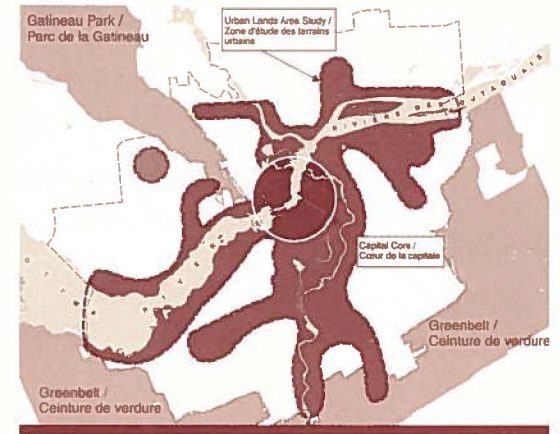 Gatineau Park /
Parc de la Gatineau
Urban Lands Area Study /
Zone d'étude des terrains
urbains
RIVIÈRE DES OUTAOUAIS
Capital Core /
Cœur de la capitale
RIVER
Greenbelt /
Ceinture de verdure
Greenbelt /
Ceinture de verdure